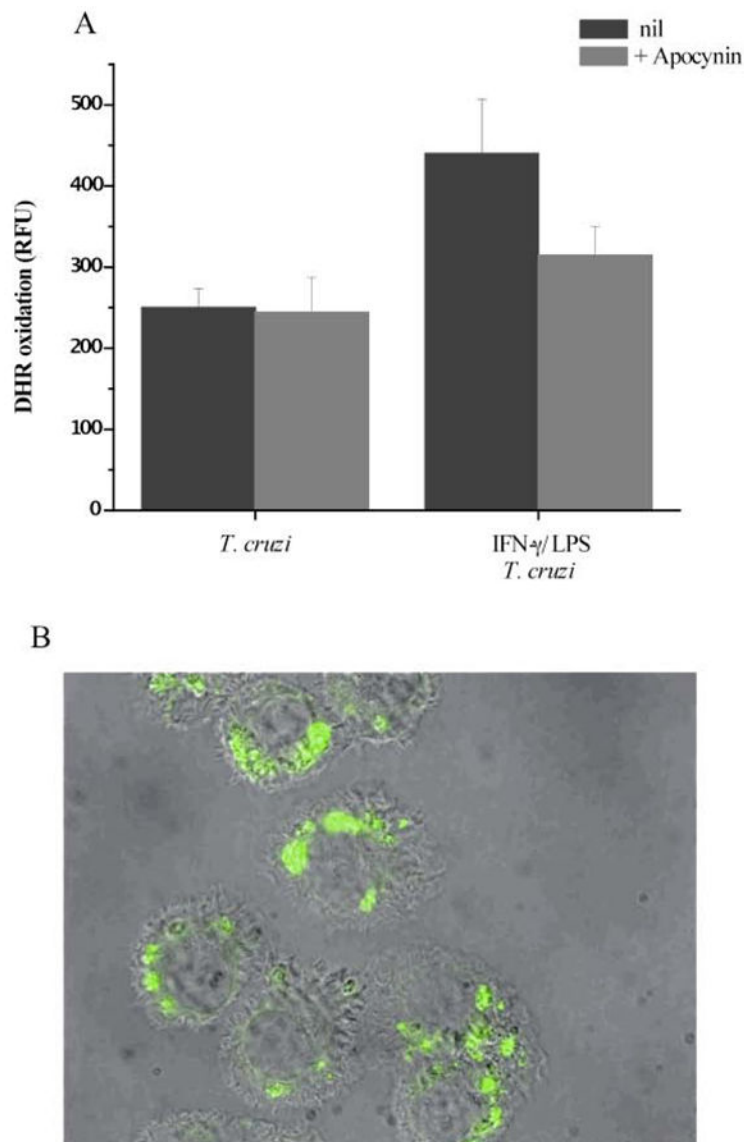 A
nil
+ Apocynin
500
400
300
200
100
0
DHR oxidation (RFU)
T. cruzi
IFN-γ/ LPS
T. cruzi
B